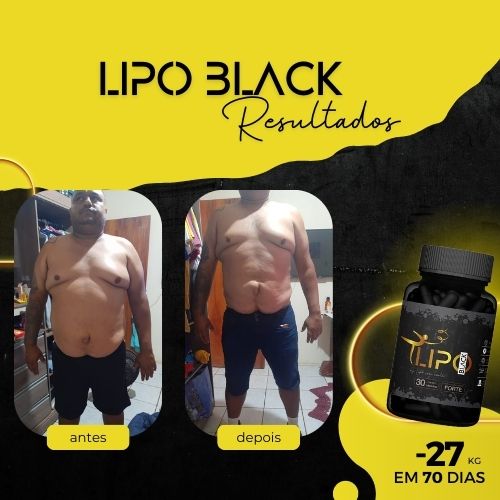 LIPO BLACK
Resultados
antes
depois
LIPO
BLACK
30
FORTE
-27 KG
EM 70 DIAS